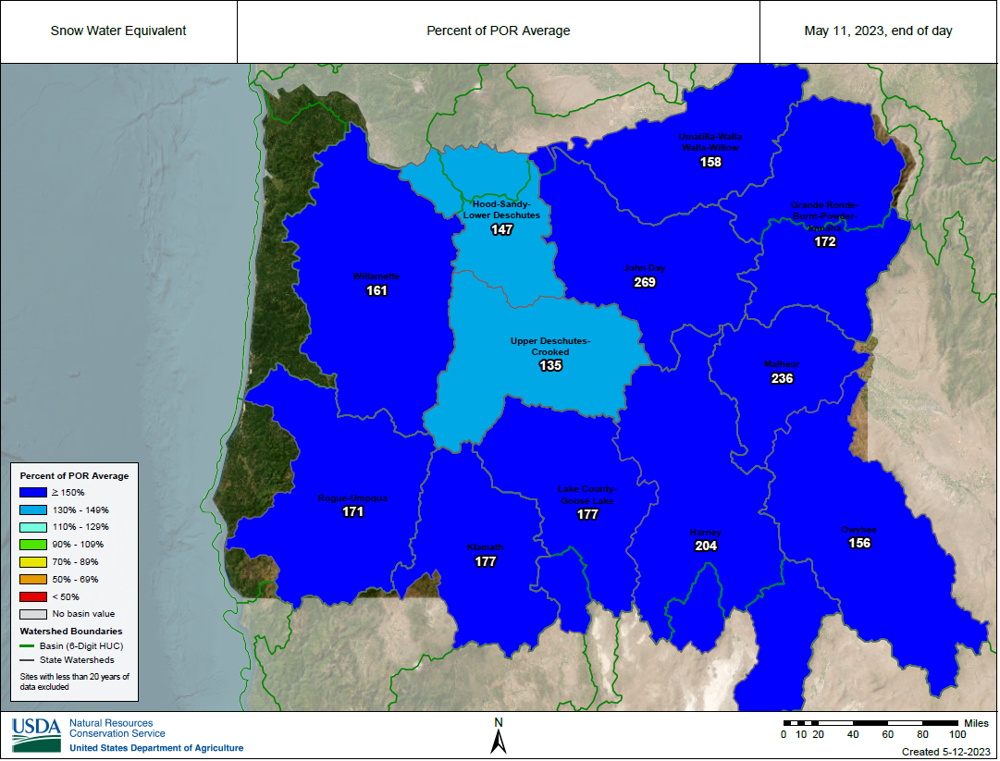 Snow Water Equivalent
Percent of POR Average
May 11, 2023, end of day
Umatilla-Walla
Walla-Willow
158
Hood-Sandy-
Lower Deschutes
147
Grande Ronde-
Burnt-Powder-
172
Willamette
161
John Day
269
Upper Deschutes-
Crooked
135
Malheur
236
Rogue-Umpqua
171
Lake County-
Goose Lake
177
Klamath
177
Harney
204
Owyhee
156
Percent of POR Average
≥ 150%
130% - 149%
110% - 129%
90% - 109%
70% - 89%
50% - 69%
< 50%
No basin value
Watershed Boundaries
Basin (6-Digit HUC)
State Watersheds
Sites with less than 20 years of
data excluded
USDA
Natural Resources
Conservation Service
United States Department of Agriculture
N
Miles
0 10 20 40 60 80 100
Created 5-12-2023